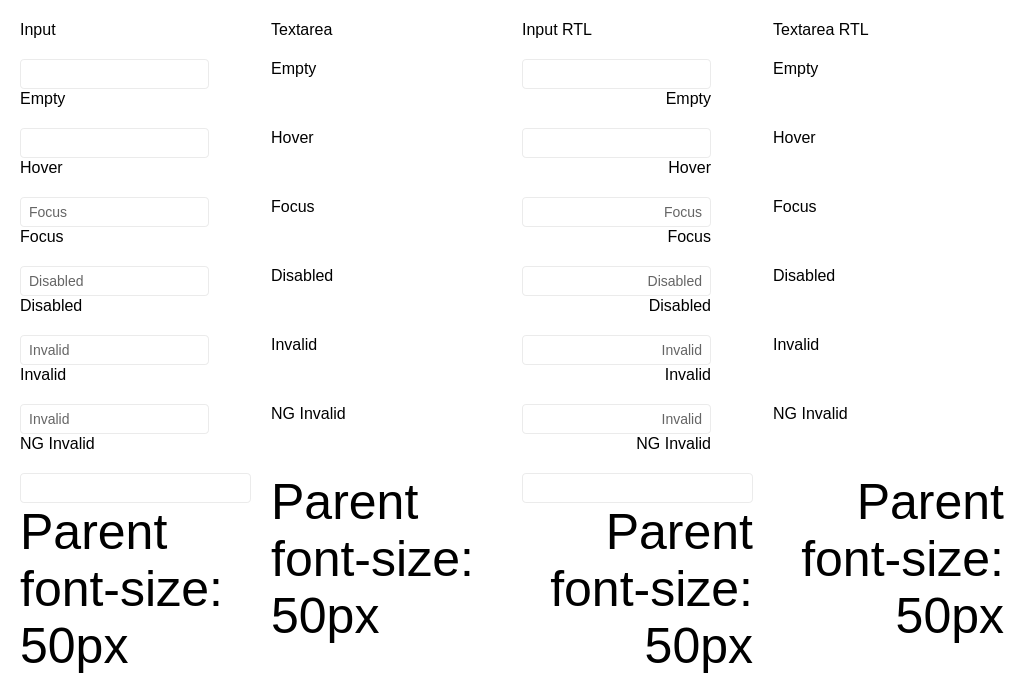 Input Textarea Input RTL Textarea RTL
Empty Empty
Empty Empty
Hover Hover
Hover Hover
Focus Focus Focus Focus
Focus Focus
Disabled Disabled Disabled Disabled
Disabled Disabled
Invalid Invalid Invalid Invalid
Invalid Invalid
Invalid NG Invalid Invalid NG Invalid
NG Invalid NG Invalid
Parent Parent
font-size: font-size:
50px 50px
Parent Parent
font-size: font-size:
50px 50px